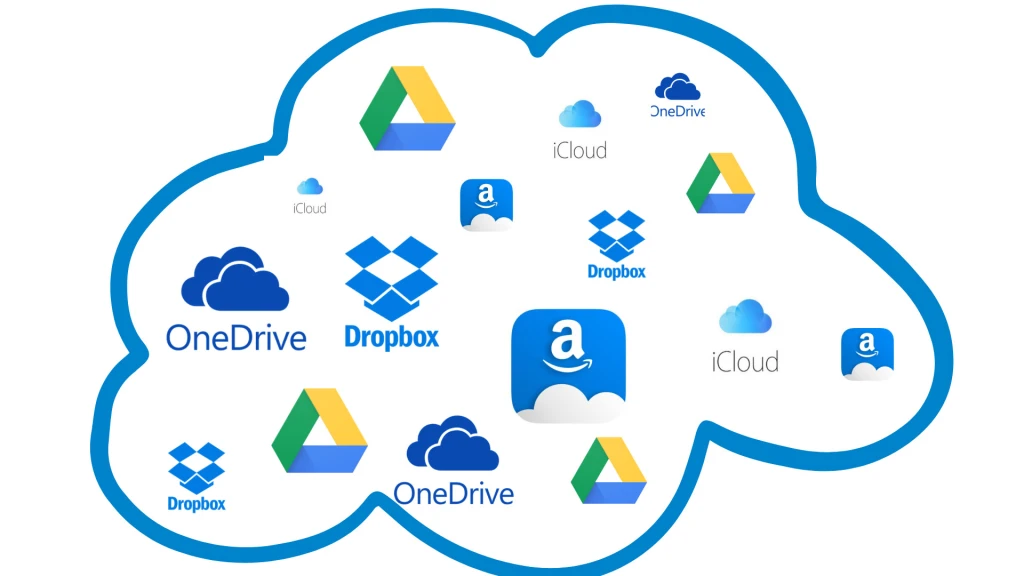 OneDrive
iCloud
iCloud
a
a
Dropbox
OneDrive
Dropbox
a
iCloud
a
OneDrive
Dropbox